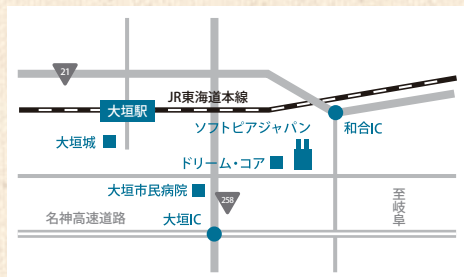 21
JR東海道本線
大垣駅
ソフトピアジャパン
和合IC
大垣城
ドリーム・コア
大垣市民病院
258
至岐阜
名神高速道路
大垣IC